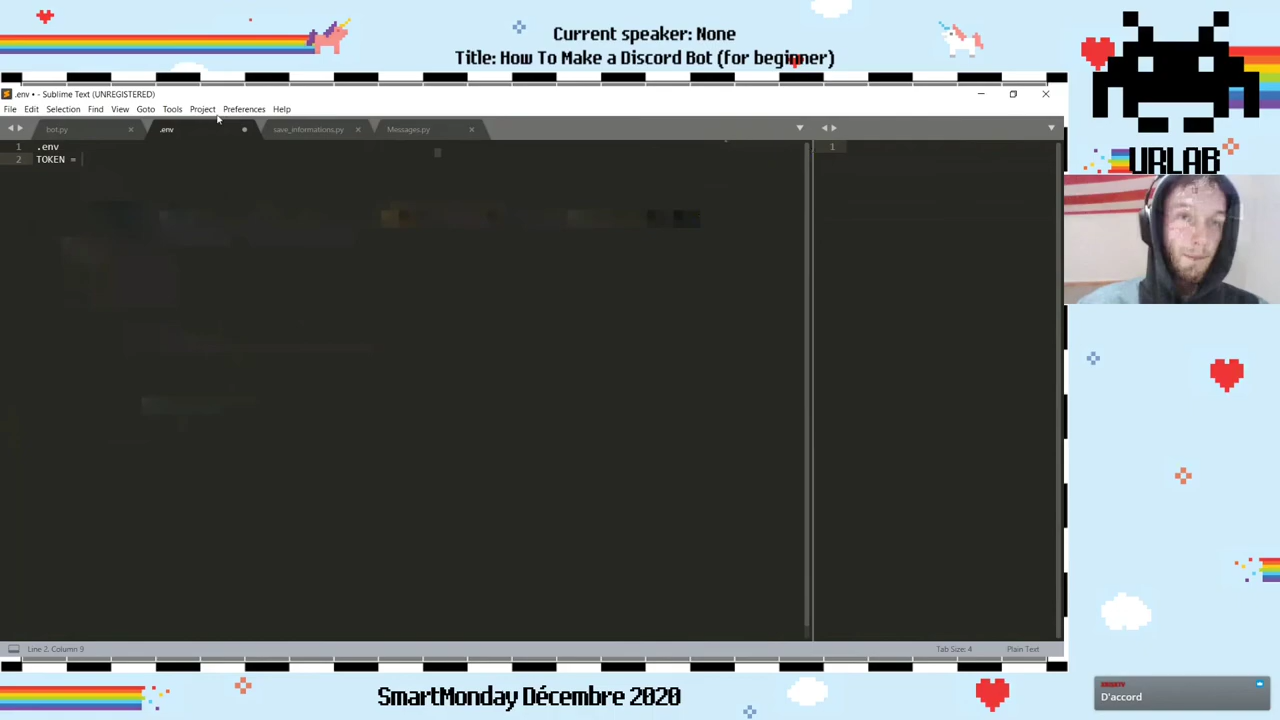 Current speaker: None
Title: How To Make a Discord Bot (for beginner)
.env • - Sublime Text (UNREGISTERED)
File Edit Selection Find View Goto Tools Project Preferences Help
bot.py .env save_informations.py Messages.py
1 .env
2 TOKEN =
1
URLAB
Line 2, Column 9
Tab Size: 4
Plain Text
SmartMonday Décembre 2020
D'accord